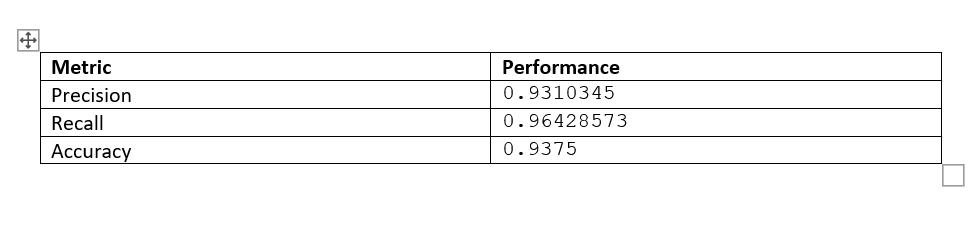 Metric Performance
Precision 0.9310345
Recall 0.96428573
Accuracy 0.9375